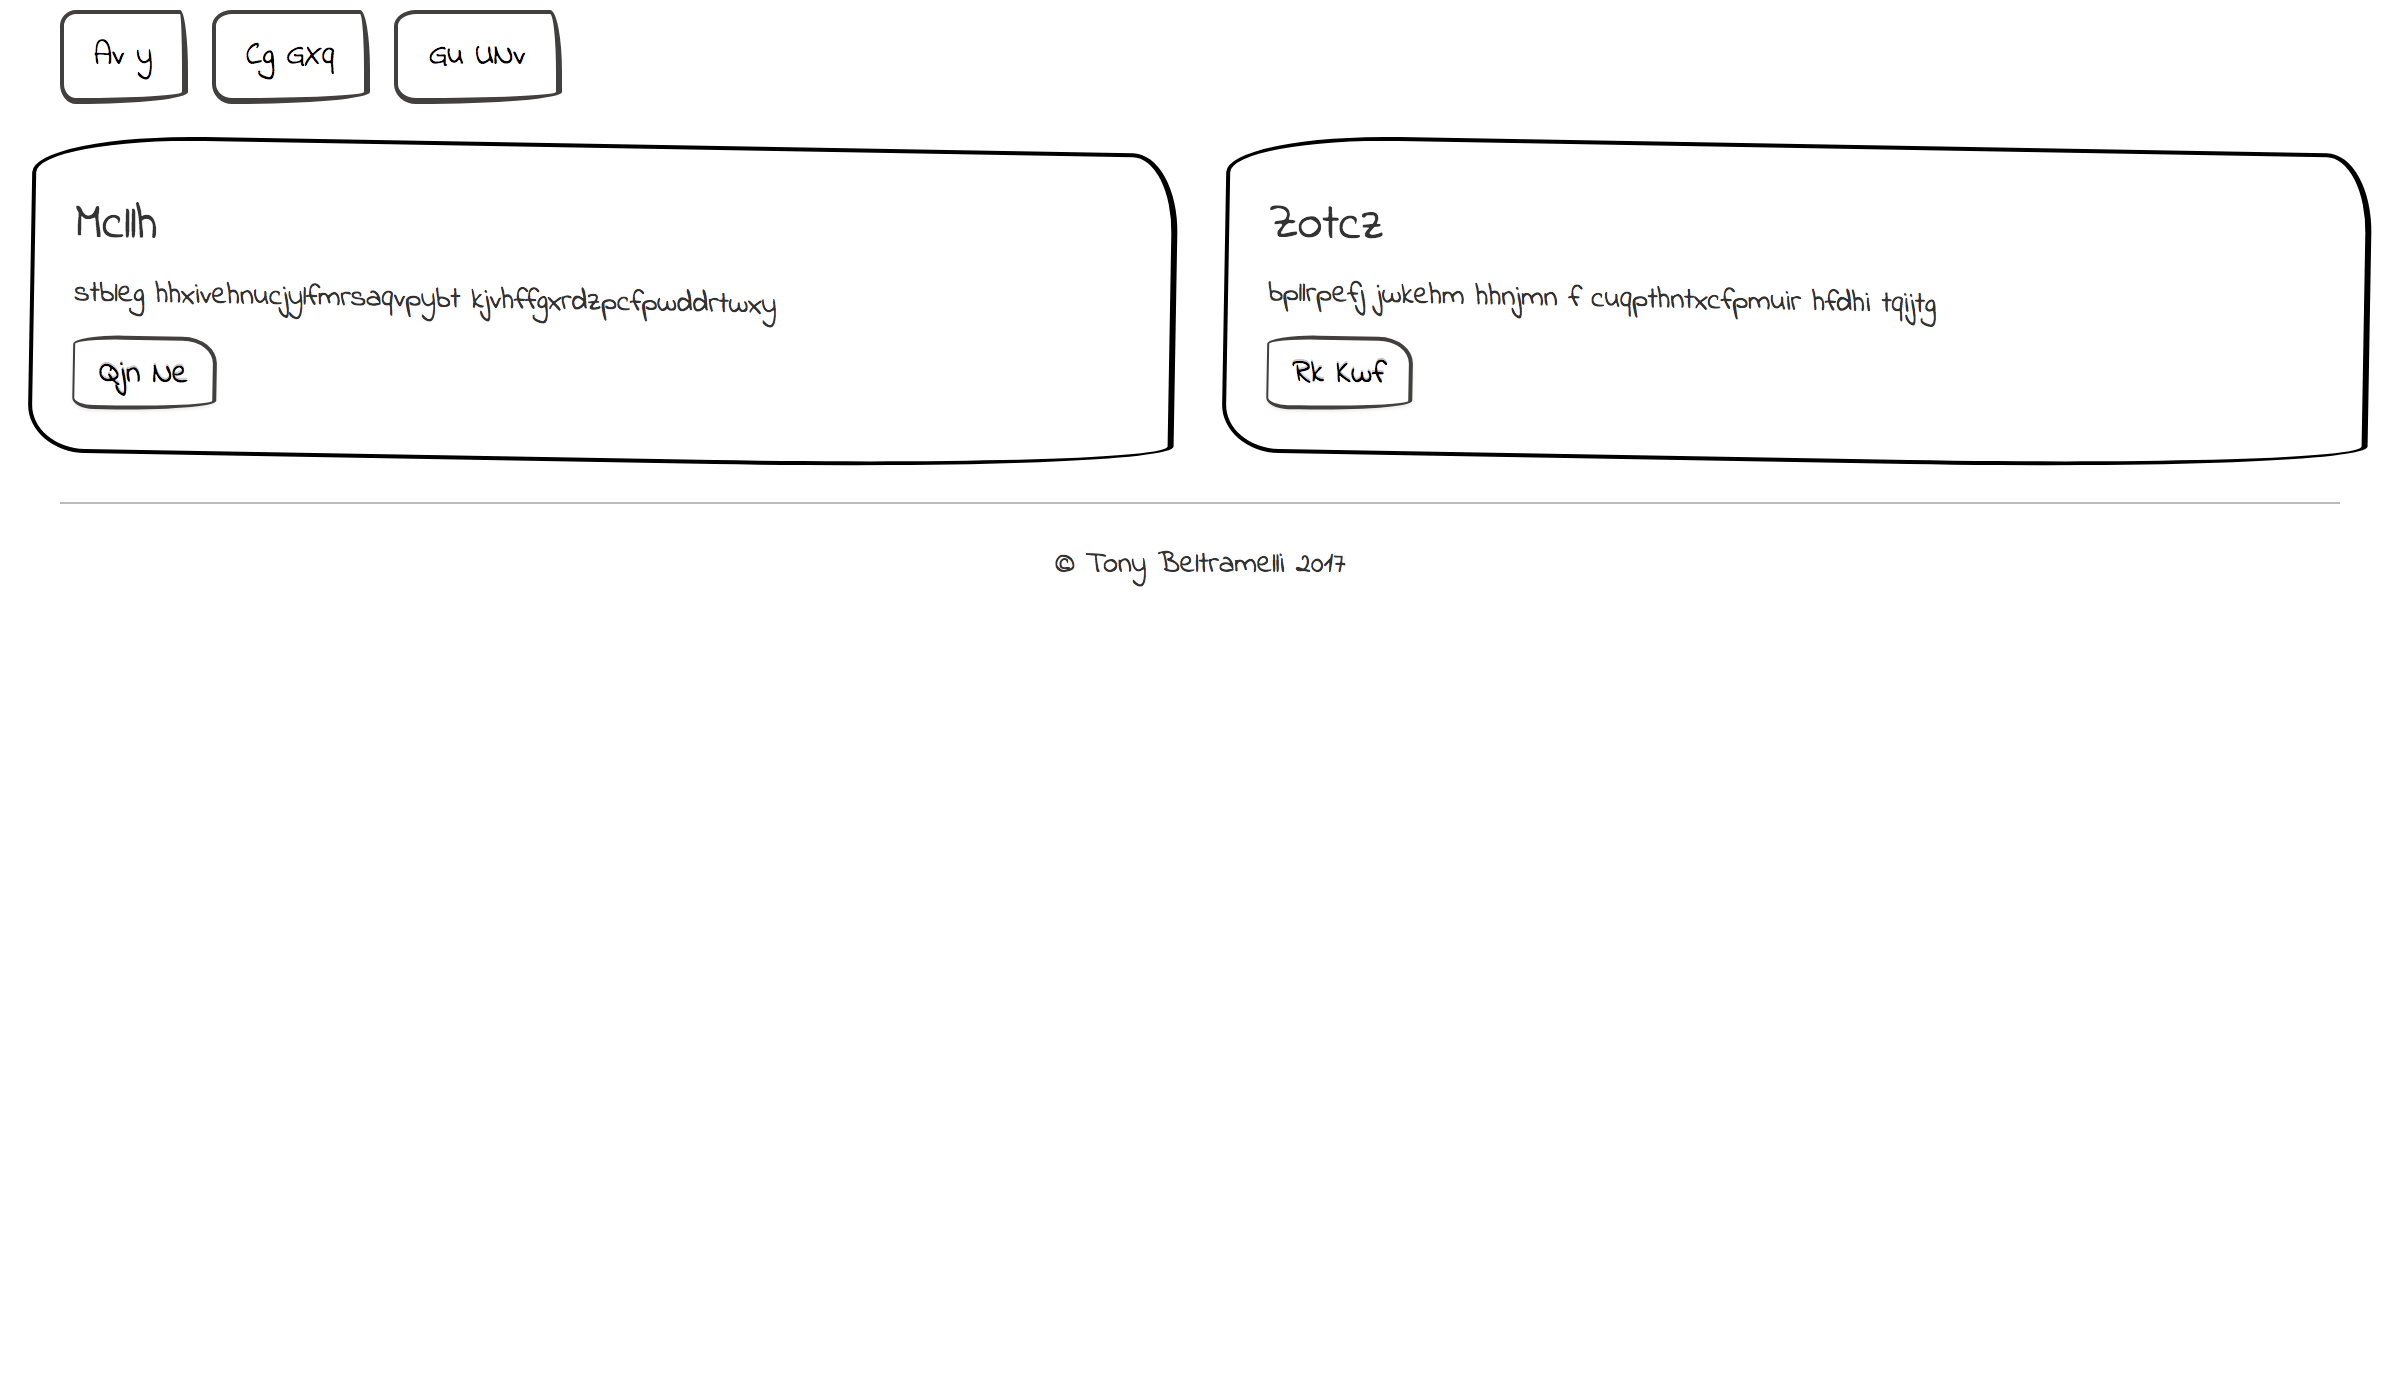 Av y
Cg GXq
Gu UNv
Mcllh
stbleg hhxivehnucjylfmrsaqvpybt kjvhffgxrdzpcfpwddrtwxy
Qjn Ne
Zotcz
bpllrpefj jwkehm hhnjmn f cuqpthntxcfpmuir hfdhi tqijtg
Rk Kwf
© Tony Beltramelli 2017